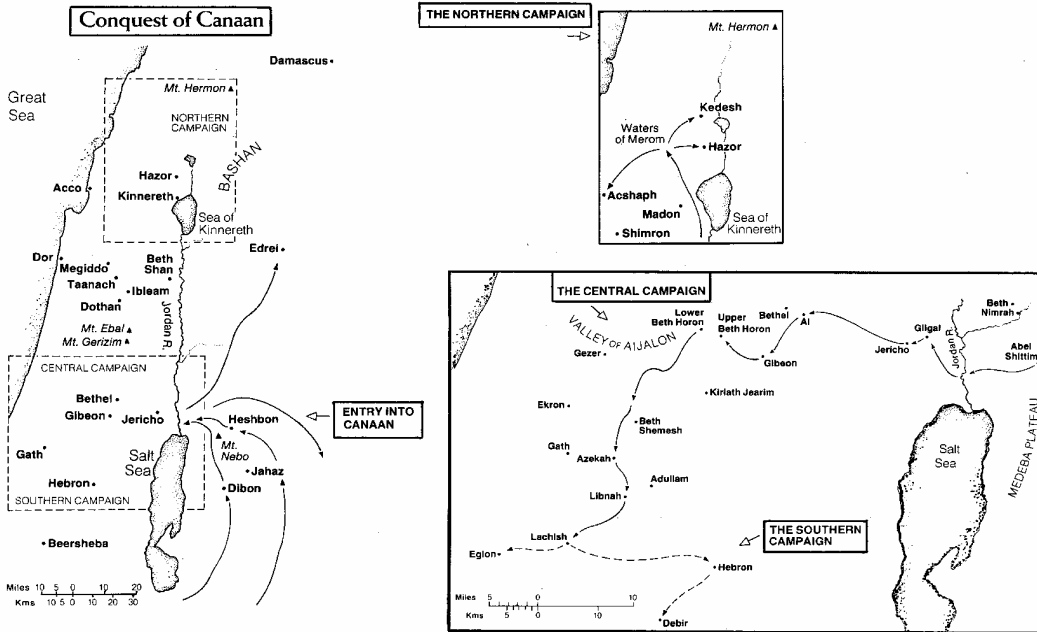 Conquest of Canaan
Damascus
Great
Sea
Mt. Hermon
NORTHERN
CAMPAIGN
BASHAN
Hazor
Acco
Kinnereth
Sea of
Kinnereth
Edrei
Dor
Megiddo
Beth
Shan
Taanach
Ibleam
Dothan
Jordan R.
Mt. Ebal
Mt. Gerizim
CENTRAL CAMPAIGN
Bethel
Gibeon
Jericho
Heshbon
ENTRY INTO
CANAAN
Mt.
Nebo
Gath
Salt
Sea
Jahaz
Hebron
Dibon
SOUTHERN CAMPAIGN
Beersheba
Miles 10 5 0 10 20
Kms 10 5 0 10 20 30
THE NORTHERN CAMPAIGN
Mt. Hermon
Kedesh
Waters
of Merom
Hazor
Acshaph
Madon
Sea of
Kinnereth
Shimron
THE CENTRAL CAMPAIGN
Lower
Beth Horon
Upper
Beth Horon
Bethel
Ai
Beth
Nimrah
VALLEY OF AIJALON
Gezer
Gibeon
Jericho
Gilgal
Jordan R.
Abel
Shittim
Kiriath Jearim
Ekron
Beth
Shemesh
Gath
Azekah
Salt
Sea
MEDEBA PLATEAU
Adullam
Libnah
Lachish
THE SOUTHERN
CAMPAIGN
Eglon
Hebron
Miles 5 0 10
Kms 5 0 10
Debir